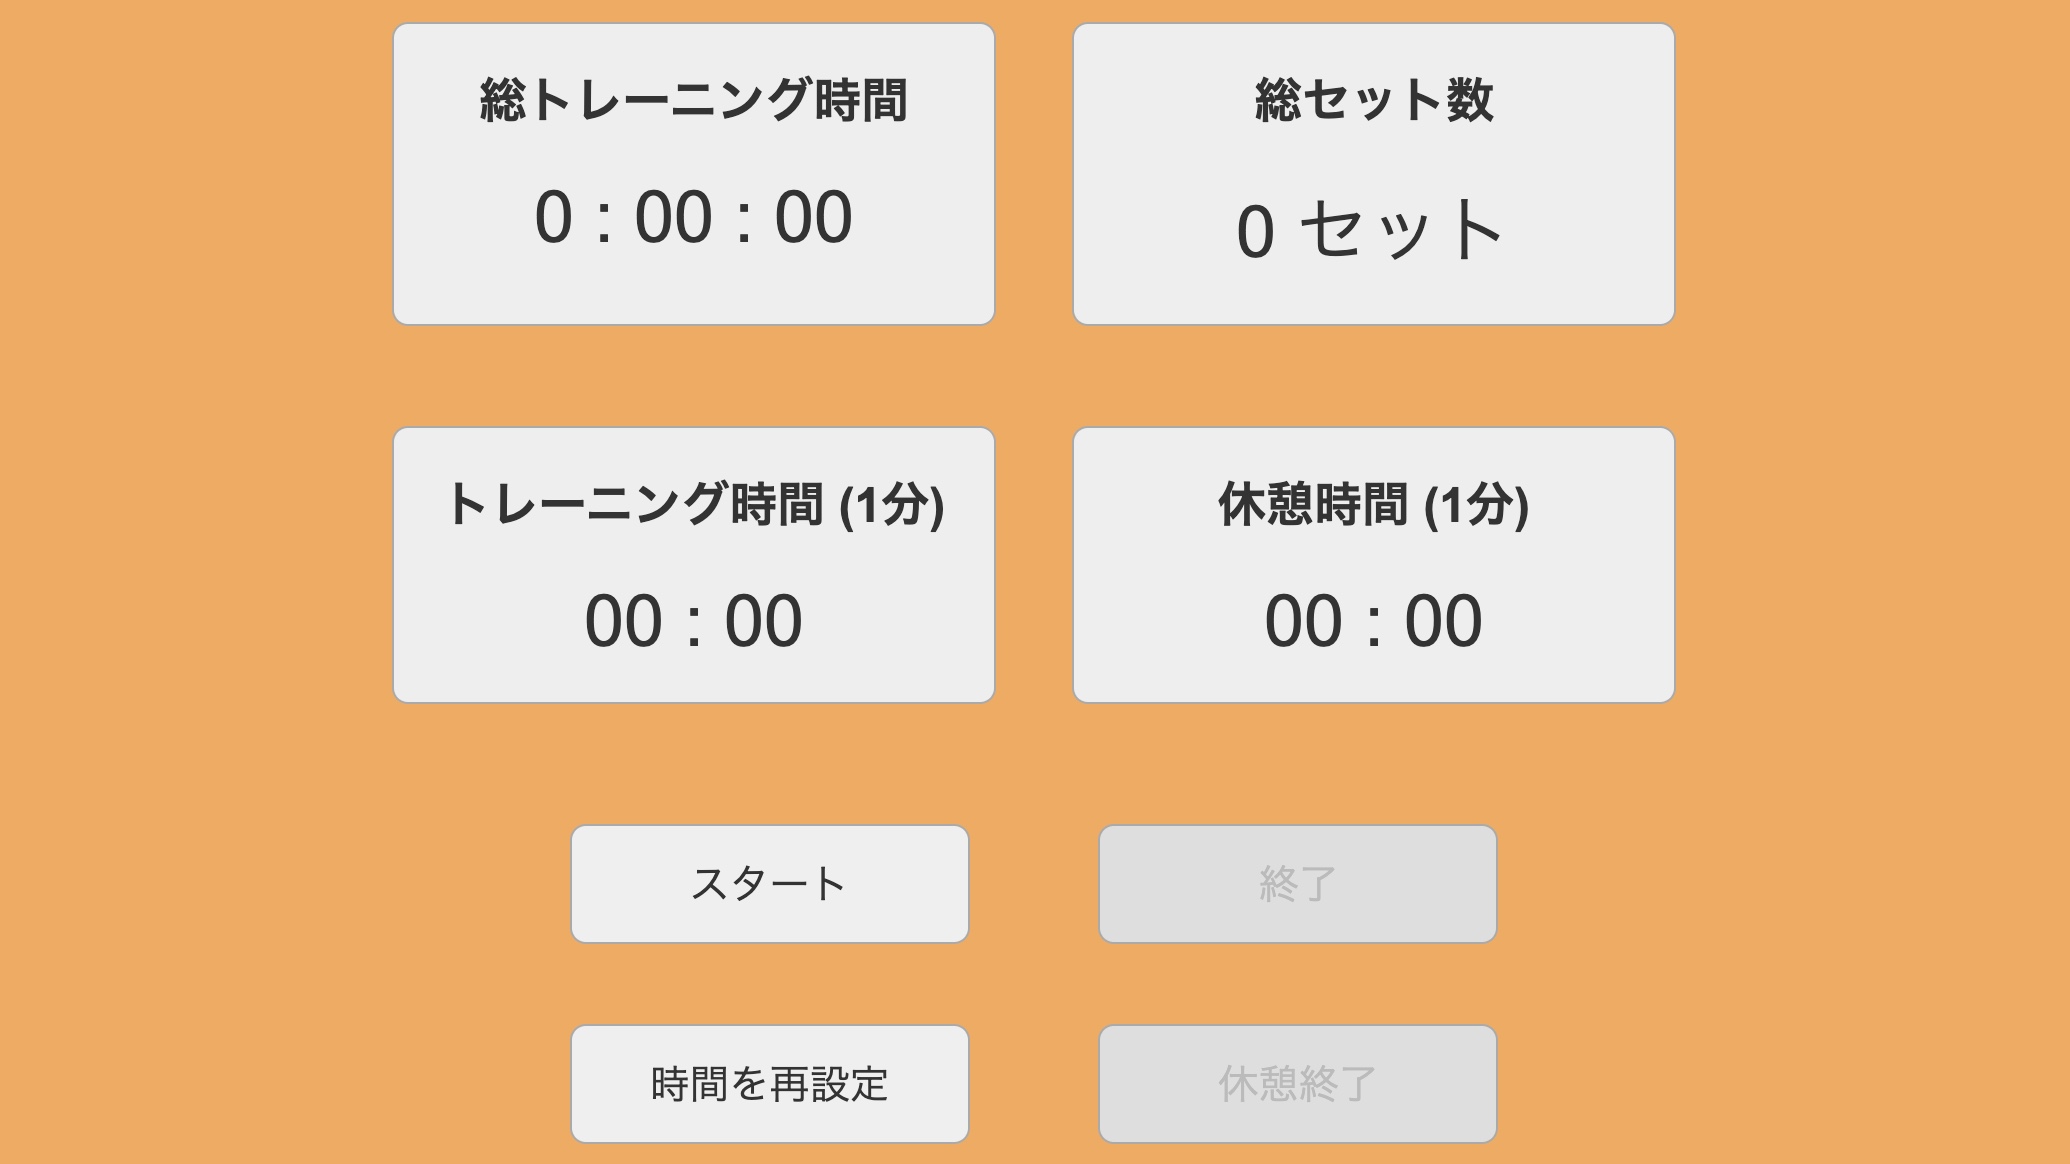 総トレーニング時間
0 : 00 : 00
総セット数
0 セット
トレーニング時間 (1分)
00 : 00
休憩時間 (1分)
00 : 00
スタート
終了
時間を再設定
休憩終了